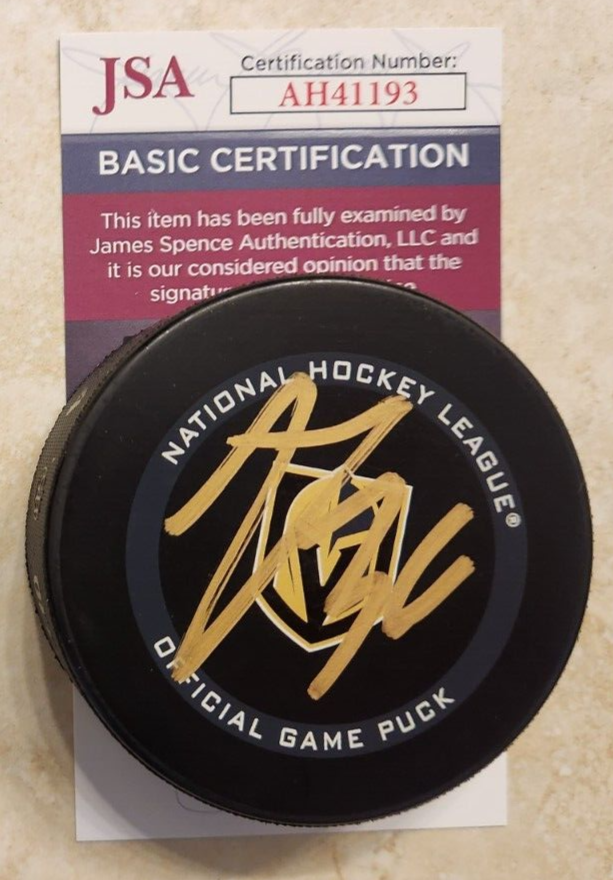 JSA
Certification Number:
AH41193
BASIC CERTIFICATION
This item has been fully examined by
James Spence Authentication, LLC and
it is our considered opinion that the
NATIONAL HOCKEY LEAGUE®
OFFICIAL GAME PUCK